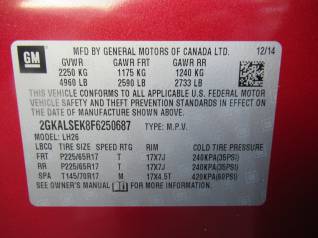 GM
MFD BY GENERAL MOTORS OF CANADA LTD. 12/14
GVWR GAWR FRT GAWR RR
2250 KG 1175 KG 1240 KG
4960 LB 2590 LB 2733 LB
THIS VEHICLE CONFORMS TO ALL APPLICABLE U.S. FEDERAL
MOTOR VEHICLE SAFETY, BUMPER, AND THEFT PREVENTION
STANDARDS IN EFFECT ON THE DATE OF MANUFACTURE SHOWN
ABOVE.
2GKALSEK8F6250687 TYPE: M.P.V.
MODEL: LH26
LBCQ TIRE SIZE SPEED RTG RIM COLD TIRE PRESSURE
FRT P225/65R17 T 17X7J 240KPA(35PSI)
RR P225/65R17 T 17X7J 240KPA(35PSI)
SPA T145/70R17 M 17X4.5T 420KPA(60PSI)
SEE OWNER'S MANUAL FOR ADDITIONAL INFORMATION